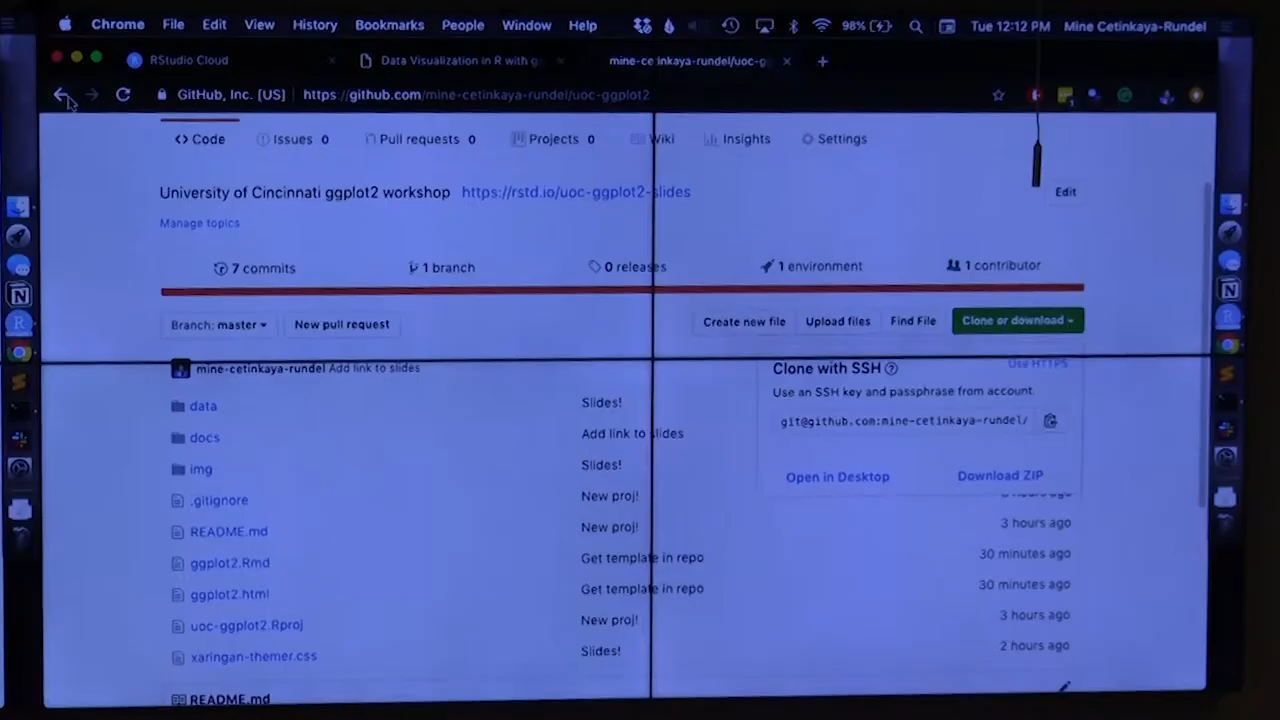 Chrome File Edit View History Bookmarks People Window Help 98% Tue 12:12 PM Mine Cetinkaya-Rundel
RStudio Cloud × Data Visualization in R with g × mine-cetinkaya-rundel/uoc-g × +
GitHub, Inc. [US] https://github.com/mine-cetinkaya-rundel/uoc-ggplot2
<> Code Issues 0 Pull requests 0 Projects 0 Wiki Insights Settings
University of Cincinnati ggplot2 workshop https://rstd.io/uoc-ggplot2-slides Edit
Manage topics
7 commits 1 branch 0 releases 1 environment 1 contributor
Branch: master New pull request Create new file Upload files Find File Clone or download
mine-cetinkaya-rundel Add link to slides
Clone with SSH Use HTTPS
Use an SSH key and passphrase from account.
git@github.com:mine-cetinkaya-rundel/
Open in Desktop Download ZIP
data Slides!
docs Add link to slides
img Slides!
.gitignore New proj!
README.md New proj! 3 hours ago
ggplot2.Rmd Get template in repo 30 minutes ago
ggplot2.html Get template in repo 30 minutes ago
uoc-ggplot2.Rproj New proj! 3 hours ago
xaringan-themer.css Slides! 2 hours ago
README.md